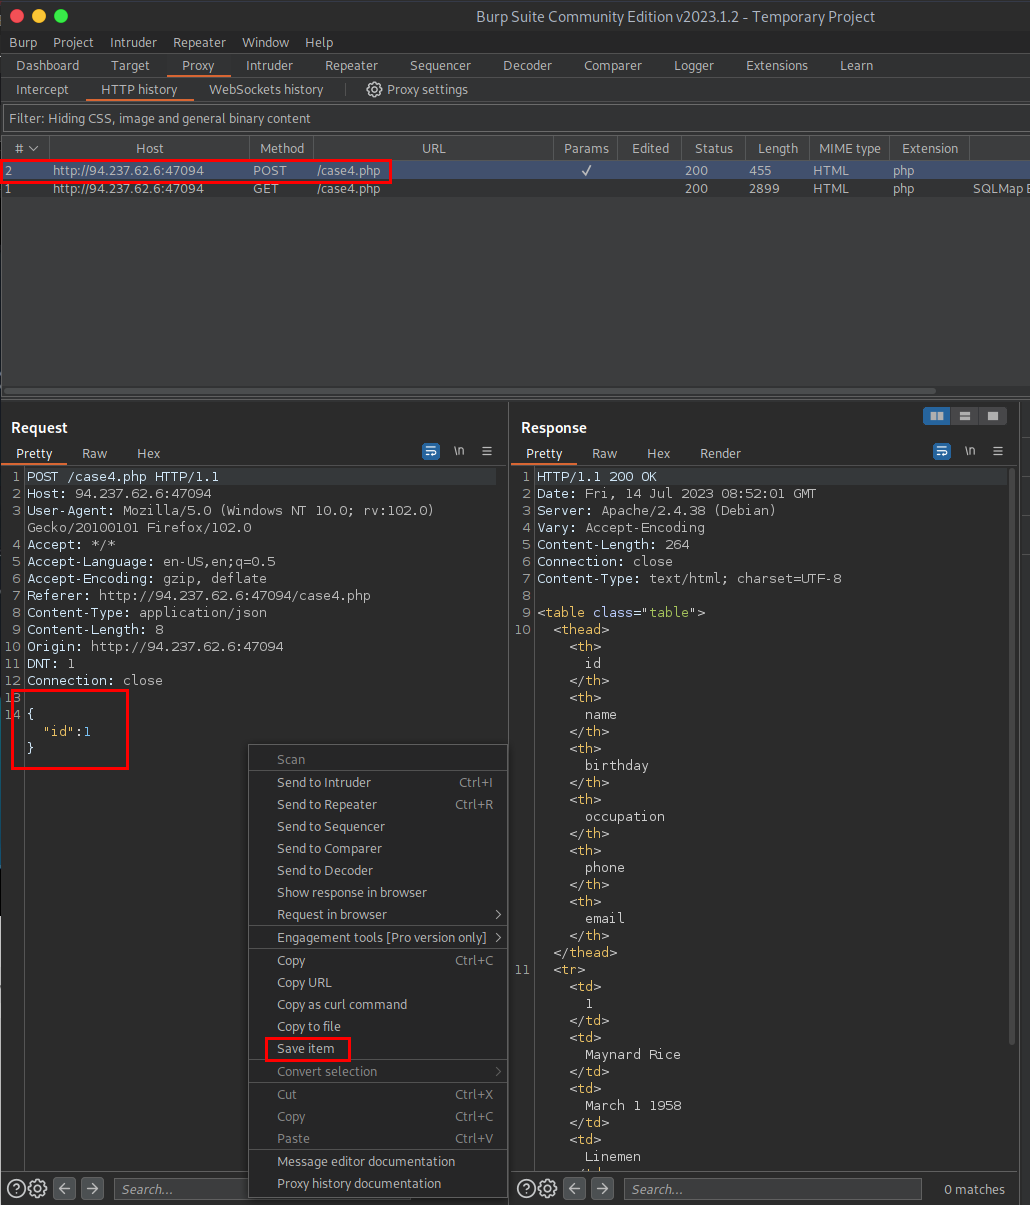 Burp Suite Community Edition v2023.1.2 - Temporary Project
Burp Project Intruder Repeater Window Help
Dashboard Target Proxy Intruder Repeater Sequencer Decoder Comparer Logger Extensions Learn
Intercept HTTP history WebSockets history Proxy settings
Filter: Hiding CSS, image and general binary content
# Host Method URL Params Edited Status Length MIME type Extension
2 http://94.237.62.6:47094 POST /case4.php ✓ 200 455 HTML php
1 http://94.237.62.6:47094 GET /case4.php 200 2899 HTML php SQLMap E
Request
Pretty Raw Hex \n
1 POST /case4.php HTTP/1.1
2 Host: 94.237.62.6:47094
3 User-Agent: Mozilla/5.0 (Windows NT 10.0; rv:102.0)
Gecko/20100101 Firefox/102.0
4 Accept: */*
5 Accept-Language: en-US,en;q=0.5
6 Accept-Encoding: gzip, deflate
7 Referer: http://94.237.62.6:47094/case4.php
8 Content-Type: application/json
9 Content-Length: 8
10 Origin: http://94.237.62.6:47094
11 DNT: 1
12 Connection: close
13
14 {
"id":1
}
Scan
Send to Intruder Ctrl+I
Send to Repeater Ctrl+R
Send to Sequencer
Send to Comparer
Send to Decoder
Show response in browser
Request in browser
Engagement tools [Pro version only]
Copy Ctrl+C
Copy URL
Copy as curl command
Copy to file
Save item
Convert selection
Cut Ctrl+X
Copy Ctrl+C
Paste Ctrl+V
Message editor documentation
Proxy history documentation
Search...
Response
Pretty Raw Hex Render \n
1 HTTP/1.1 200 OK
2 Date: Fri, 14 Jul 2023 08:52:01 GMT
3 Server: Apache/2.4.38 (Debian)
4 Vary: Accept-Encoding
5 Content-Length: 264
6 Connection: close
7 Content-Type: text/html; charset=UTF-8
8
9 <table class="table">
10 <thead>
<th>
id
</th>
<th>
name
</th>
<th>
birthday
</th>
<th>
occupation
</th>
<th>
phone
</th>
<th>
email
</th>
</thead>
11 <tr>
<td>
1
</td>
<td>
Maynard Rice
</td>
<td>
March 1 1958
</td>
<td>
Linemen
Search... 0 matches